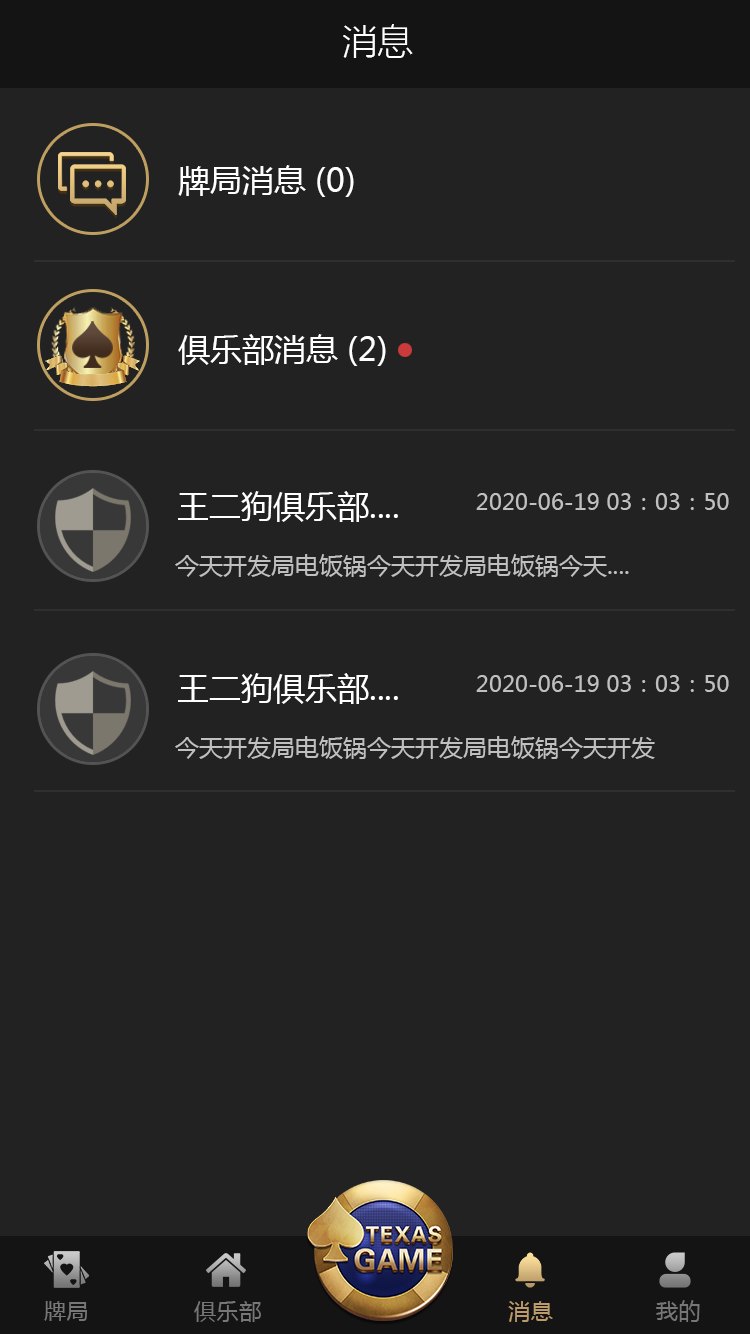 消息
牌局消息 (0)
俱乐部消息 (2)
王二狗俱乐部....
2020-06-19 03：03：50
今天开发局电饭锅今天开发局电饭锅今天....
王二狗俱乐部....
2020-06-19 03：03：50
今天开发局电饭锅今天开发局电饭锅今天开发
TEXAS
GAME
牌局
俱乐部
消息
我的